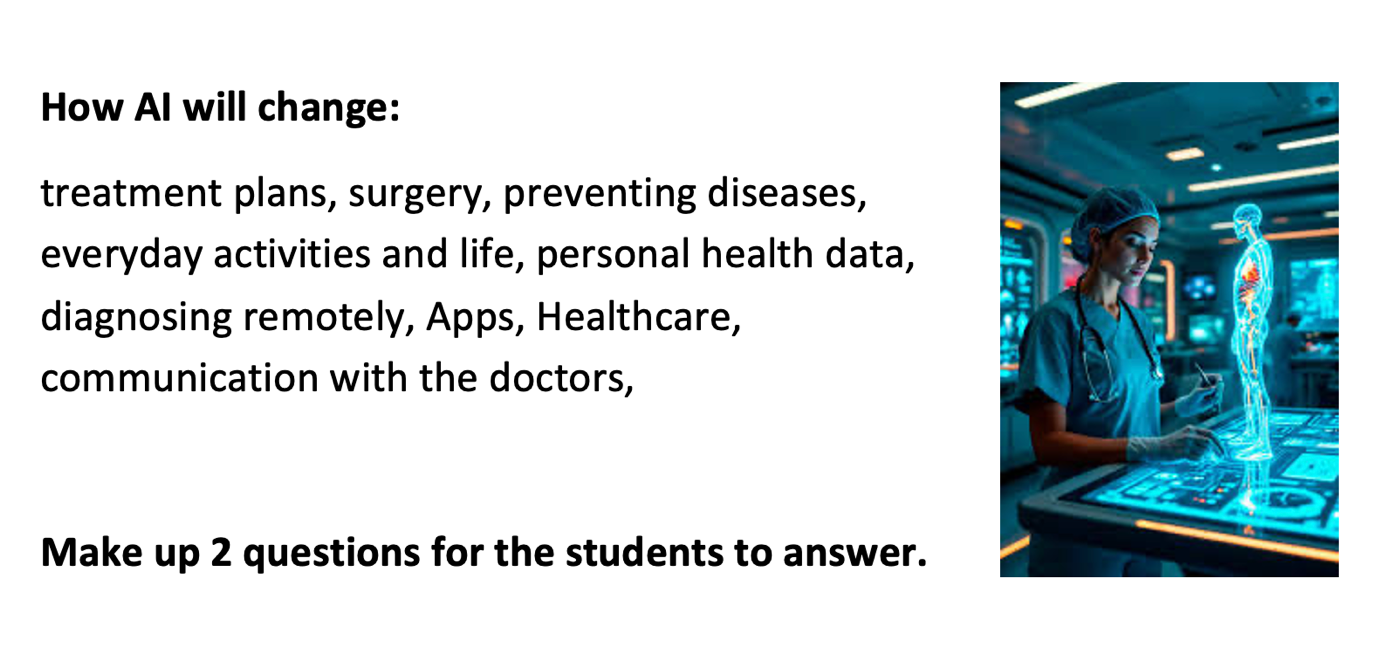 How AI will change:
treatment plans, surgery, preventing diseases,
everyday activities and life, personal health data,
diagnosing remotely, Apps, Healthcare,
communication with the doctors,
Make up 2 questions for the students to answer.